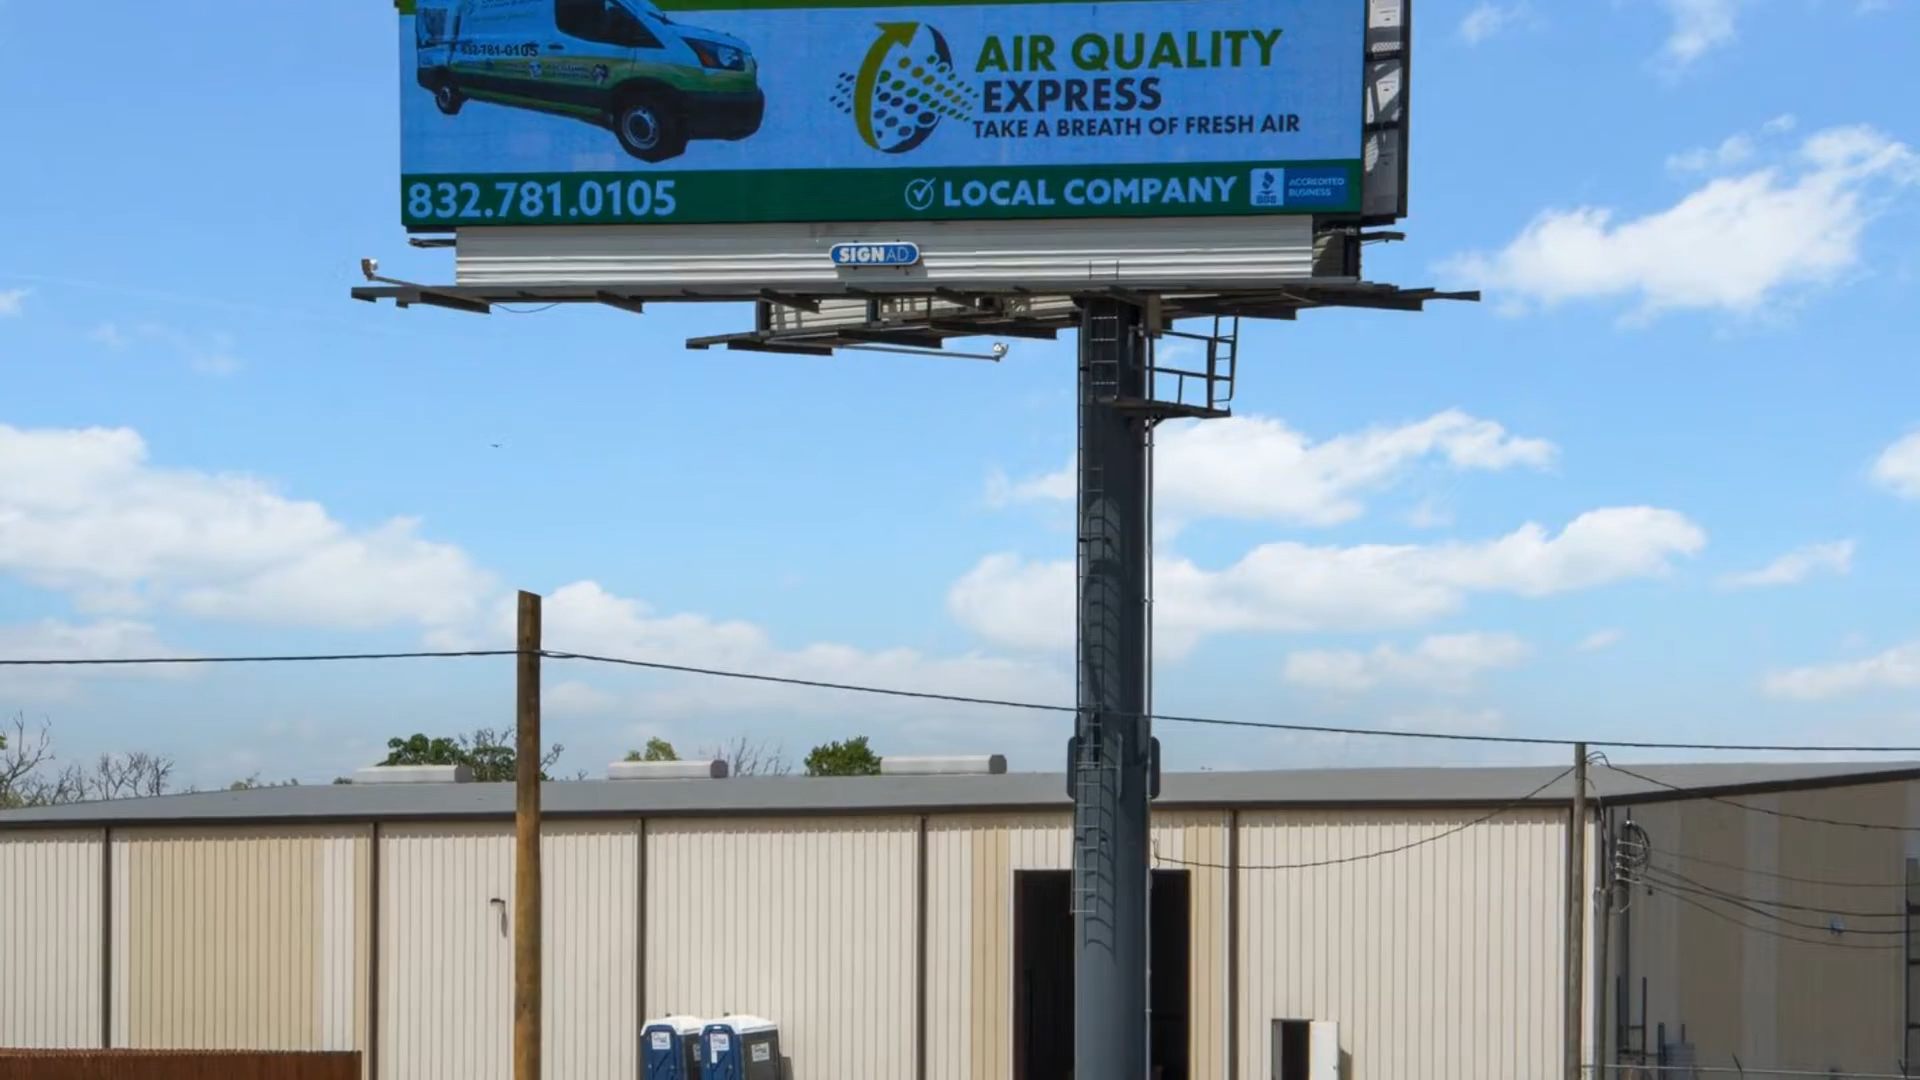 832-781-0105
AIR QUALITY
EXPRESS
TAKE A BREATH OF FRESH AIR
832.781.0105
LOCAL COMPANY
BBB
ACCREDITED
BUSINESS
SIGNAD